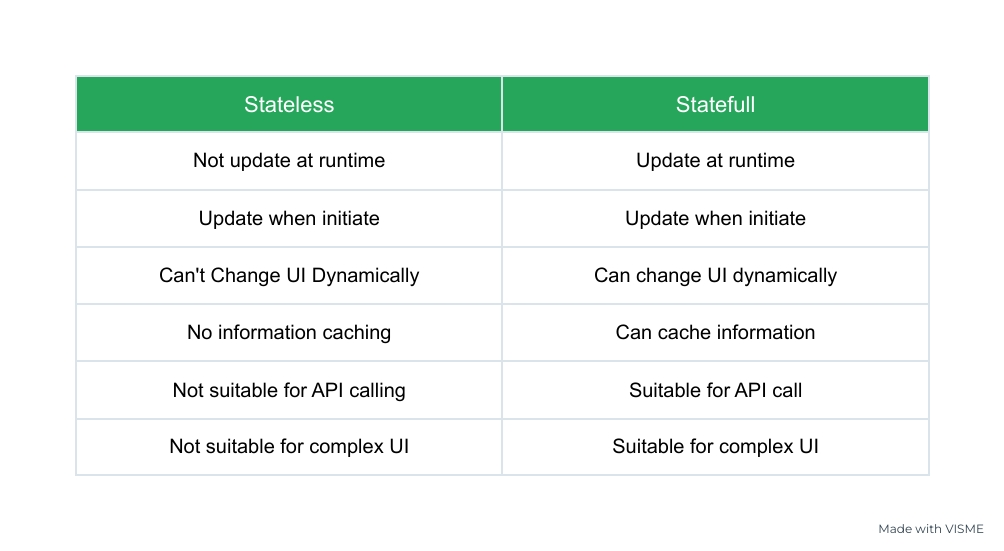 Stateless Statefull
Not update at runtime Update at runtime
Update when initiate Update when initiate
Can't Change UI Dynamically Can change UI dynamically
No information caching Can cache information
Not suitable for API calling Suitable for API call
Not suitable for complex UI Suitable for complex UI
Made with VISME